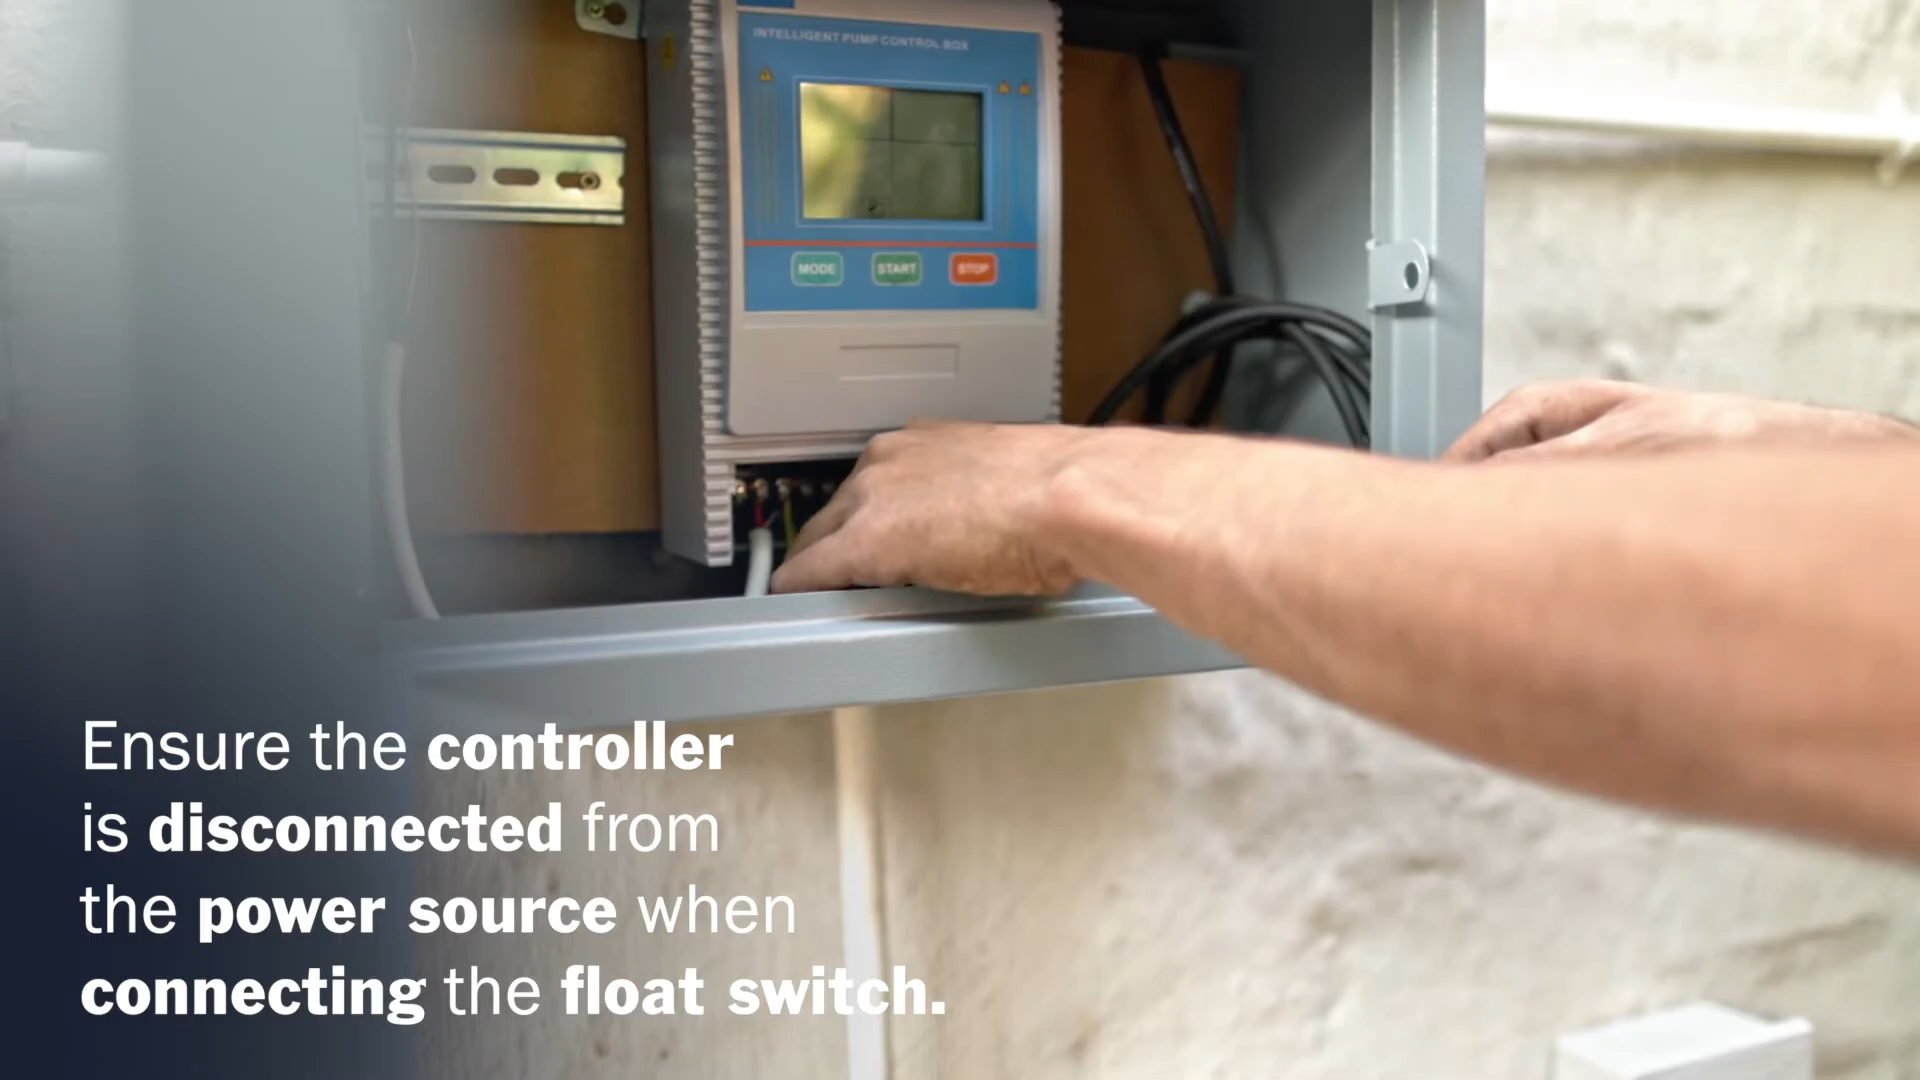 INTELLIGENT PUMP CONTROL BOX
MODE START STOP
Ensure the controller
is disconnected from
the power source when
connecting the float switch.